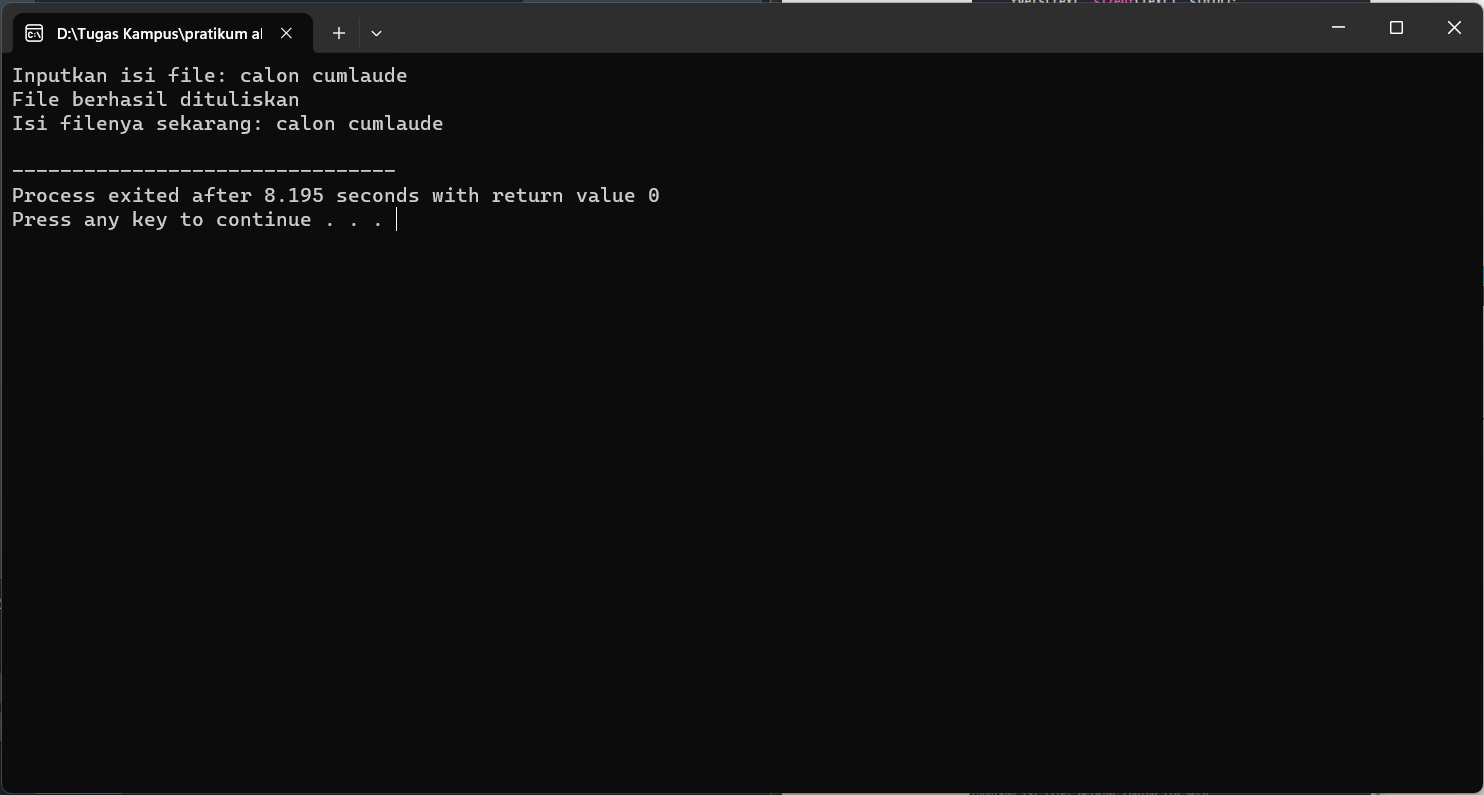 D:\Tugas Kampus\pratikum al
Inputkan isi file: calon cumlaude
File berhasil dituliskan
Isi filenya sekarang: calon cumlaude
--------------------------------
Process exited after 8.195 seconds with return value 0
Press any key to continue . . .